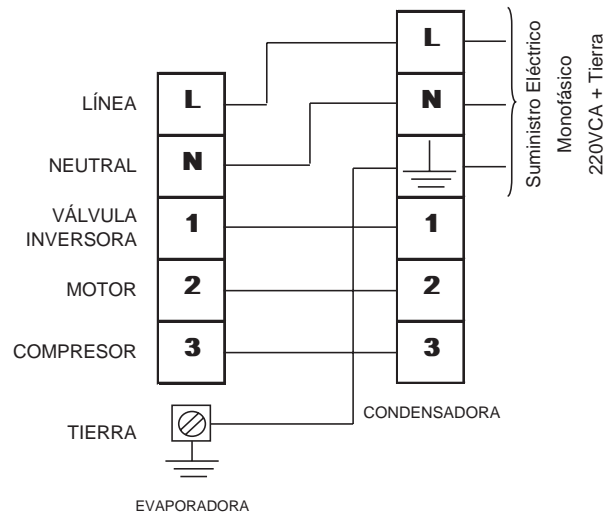 LÍNEA
NEUTRAL
VÁLVULA
INVERSORA
MOTOR
COMPRESOR
TIERRA
L
N
1
2
3
EVAPORADORA
L
N
1
2
3
CONDENSADORA
Suministro Eléctrico
Monofásico
220VCA + Tierra